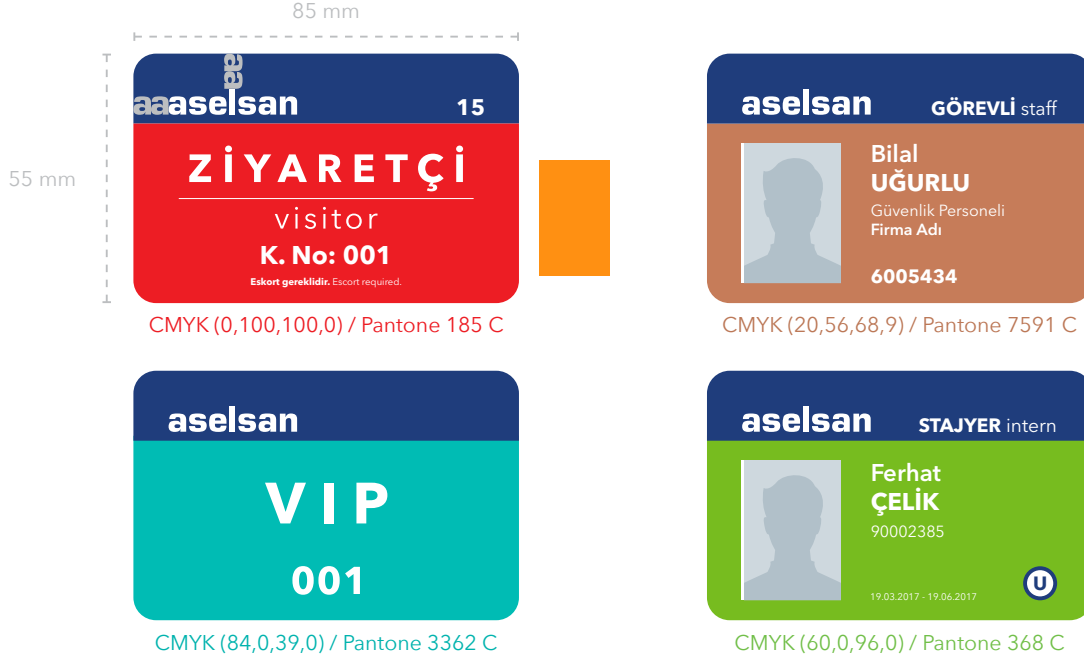 85 mm
55 mm
aa
aaaselsan
15
ZİYARETÇİ
visitor
K. No: 001
Eskort gereklidir. Escort required.
CMYK (0,100,100,0) / Pantone 185 C
aselsan
GÖREVLİ staff
Bilal
UĞURLU
Güvenlik Personeli
Firma Adı
6005434
CMYK (20,56,68,9) / Pantone 7591 C
aselsan
VIP
001
CMYK (84,0,39,0) / Pantone 3362 C
aselsan
STAJYER intern
Ferhat
ÇELİK
90002385
19.03.2017 - 19.06.2017
U
CMYK (60,0,96,0) / Pantone 368 C